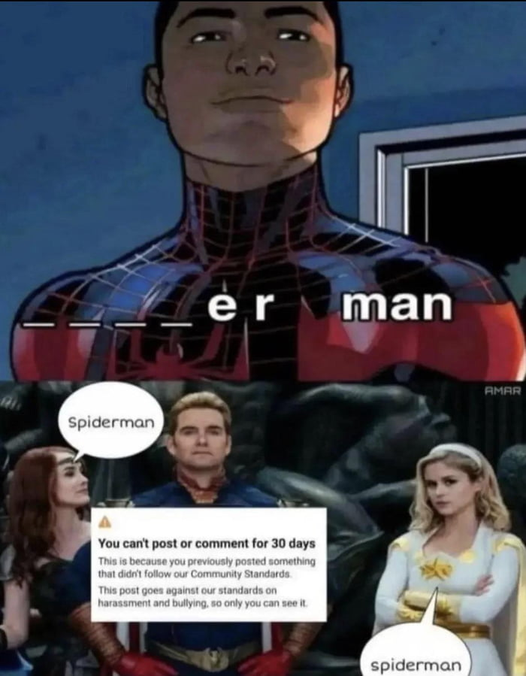 _ _ _ _ e r man
AMAR
Spiderman
You can't post or comment for 30 days
This is because you previously posted something
that didn't follow our Community Standards.
This post goes against our standards on
harassment and bullying, so only you can see it.
spiderman